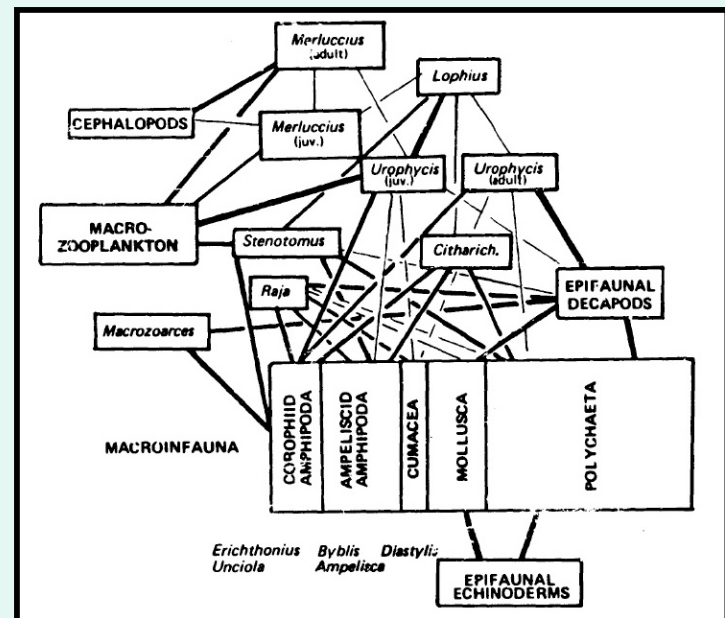 Merluccius
(adult)
Lophius
CEPHALOPODS
Merluccius
(juv.)
Urophycis
(juv.)
Urophycis
(adult)
MACRO-
ZOOPLANKTON
Stenotomus
Citharich.
Raja
EPIFAUNAL
DECAPODS
Macrozoarces
MACROINFAUNA
COROPHIID
AMPHIPODA
AMPELISCID
AMPHIPODA
CUMACEA
MOLLUSCA
POLYCHAETA
Erichthonius Byblis Diastylis
Unciola Ampelisca
EPIFAUNAL
ECHINODERMS